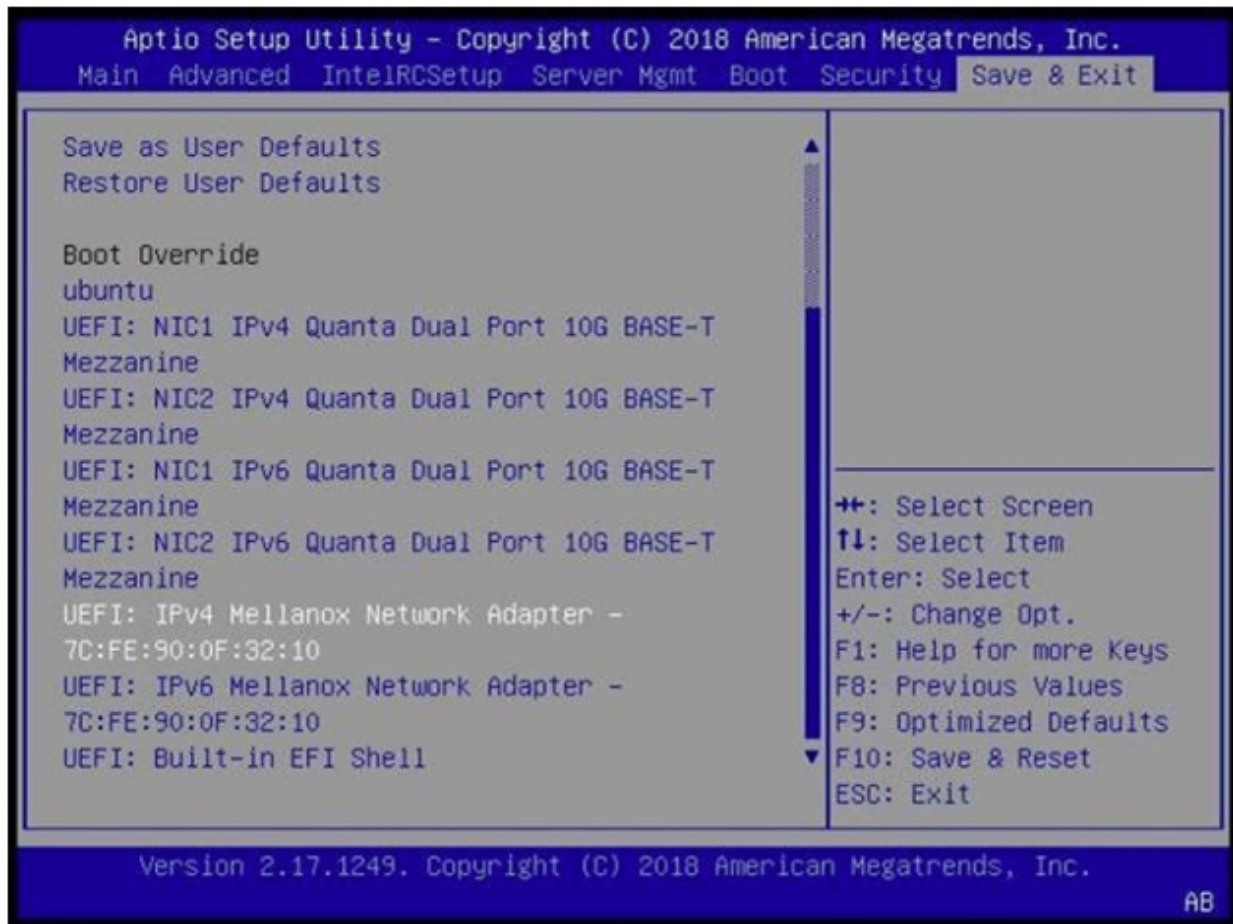 Aptio Setup Utility – Copyright (C) 2018 American Megatrends, Inc.
Main Advanced IntelRCSetup Server Mgmt Boot Security Save & Exit
Save as User Defaults
Restore User Defaults
Boot Override
ubuntu
UEFI: NIC1 IPv4 Quanta Dual Port 10G BASE-T
Mezzanine
UEFI: NIC2 IPv4 Quanta Dual Port 10G BASE-T
Mezzanine
UEFI: NIC1 IPv6 Quanta Dual Port 10G BASE-T
Mezzanine
UEFI: NIC2 IPv6 Quanta Dual Port 10G BASE-T
Mezzanine
UEFI: IPv4 Mellanox Network Adapter –
7C:FE:90:0F:32:10
UEFI: IPv6 Mellanox Network Adapter –
7C:FE:90:0F:32:10
UEFI: Built-in EFI Shell
→←: Select Screen
↑↓: Select Item
Enter: Select
+/-: Change Opt.
F1: Help for more Keys
F8: Previous Values
F9: Optimized Defaults
F10: Save & Reset
ESC: Exit
Version 2.17.1249. Copyright (C) 2018 American Megatrends, Inc.
AB